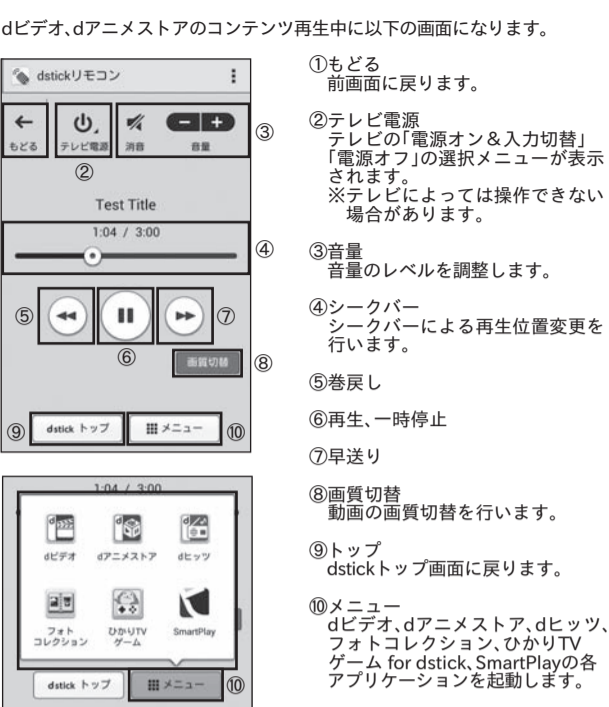 dビデオ、dアニメストアのコンテンツ再生中に以下の画面になります。
dstickリモコン
もどる
テレビ電源
消音
音量
②
③
Test Title
1:04 / 3:00
④
⑤
⑥
⑦
画質切替
⑧
⑨
dstick トップ
メニュー
⑩
1:04 / 3:00
dビデオ
dアニメストア
dヒッツ
フォト
コレクション
ひかりTV
ゲーム
SmartPlay
dstick トップ
メニュー
⑩
①もどる
前画面に戻ります。
②テレビ電源
テレビの「電源オン&入力切替」
「電源オフ」の選択メニューが表示
されます。
※テレビによっては操作できない
場合があります。
③音量
音量のレベルを調整します。
④シークバー
シークバーによる再生位置変更を
行います。
⑤巻戻し
⑥再生、一時停止
⑦早送り
⑧画質切替
動画の画質切替を行います。
⑨トップ
dstickトップ画面に戻ります。
⑩メニュー
dビデオ、dアニメストア、dヒッツ、
フォトコレクション、ひかりTV
ゲーム for dstick、SmartPlayの各
アプリケーションを起動します。